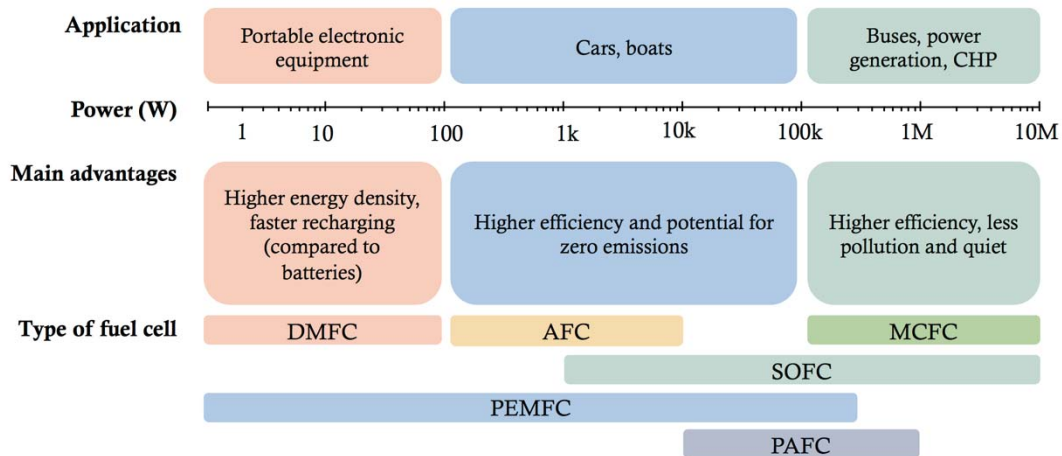 Application
Portable electronic
equipment
Cars, boats
Buses, power
generation, CHP
Power (W)
1 10 100 1k 10k 100k 1M 10M
Main advantages
Higher energy density,
faster recharging
(compared to
batteries)
Higher efficiency and potential for
zero emissions
Higher efficiency, less
pollution and quiet
Type of fuel cell
DMFC AFC MCFC
SOFC
PEMFC
PAFC